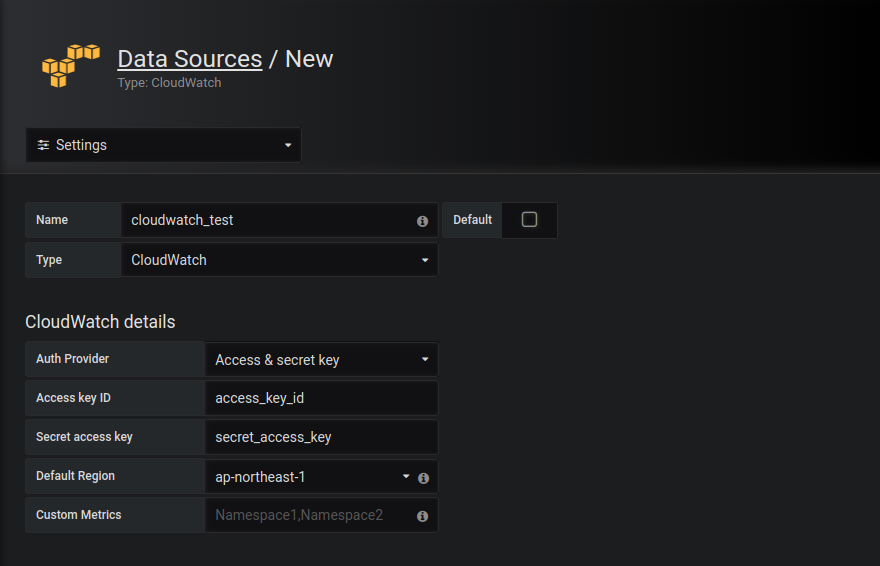 Data Sources / New
Type: CloudWatch
Settings
Name cloudwatch_test Default
Type CloudWatch
CloudWatch details
Auth Provider Access & secret key
Access key ID access_key_id
Secret access key secret_access_key
Default Region ap-northeast-1
Custom Metrics Namespace1,Namespace2